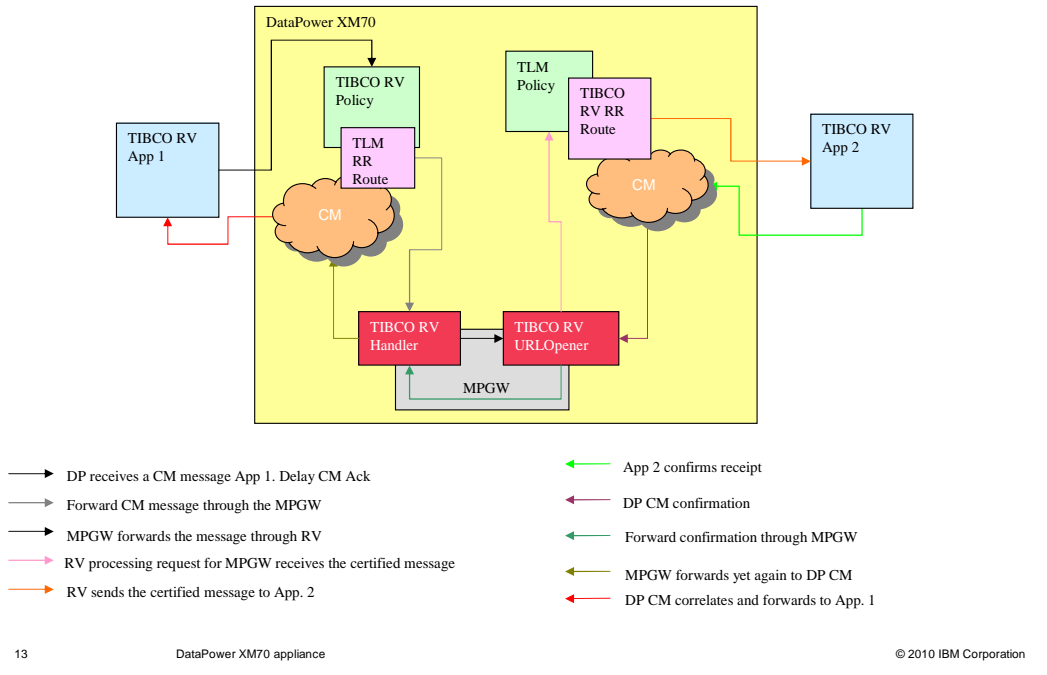 DataPower XM70
TIBCO RV
App 1
TIBCO RV
Policy
TLM
RR
Route
CM
TLM
Policy
TIBCO
RV RR
Route
CM
TIBCO RV
App 2
TIBCO RV
Handler
TIBCO RV
URLOpener
MPGW
DP receives a CM message App 1. Delay CM Ack
Forward CM message through the MPGW
MPGW forwards the message through RV
RV processing request for MPGW receives the certified message
RV sends the certified message to App. 2
App 2 confirms receipt
DP CM confirmation
Forward confirmation through MPGW
MPGW forwards yet again to DP CM
DP CM correlates and forwards to App. 1
13
DataPower XM70 appliance
© 2010 IBM Corporation